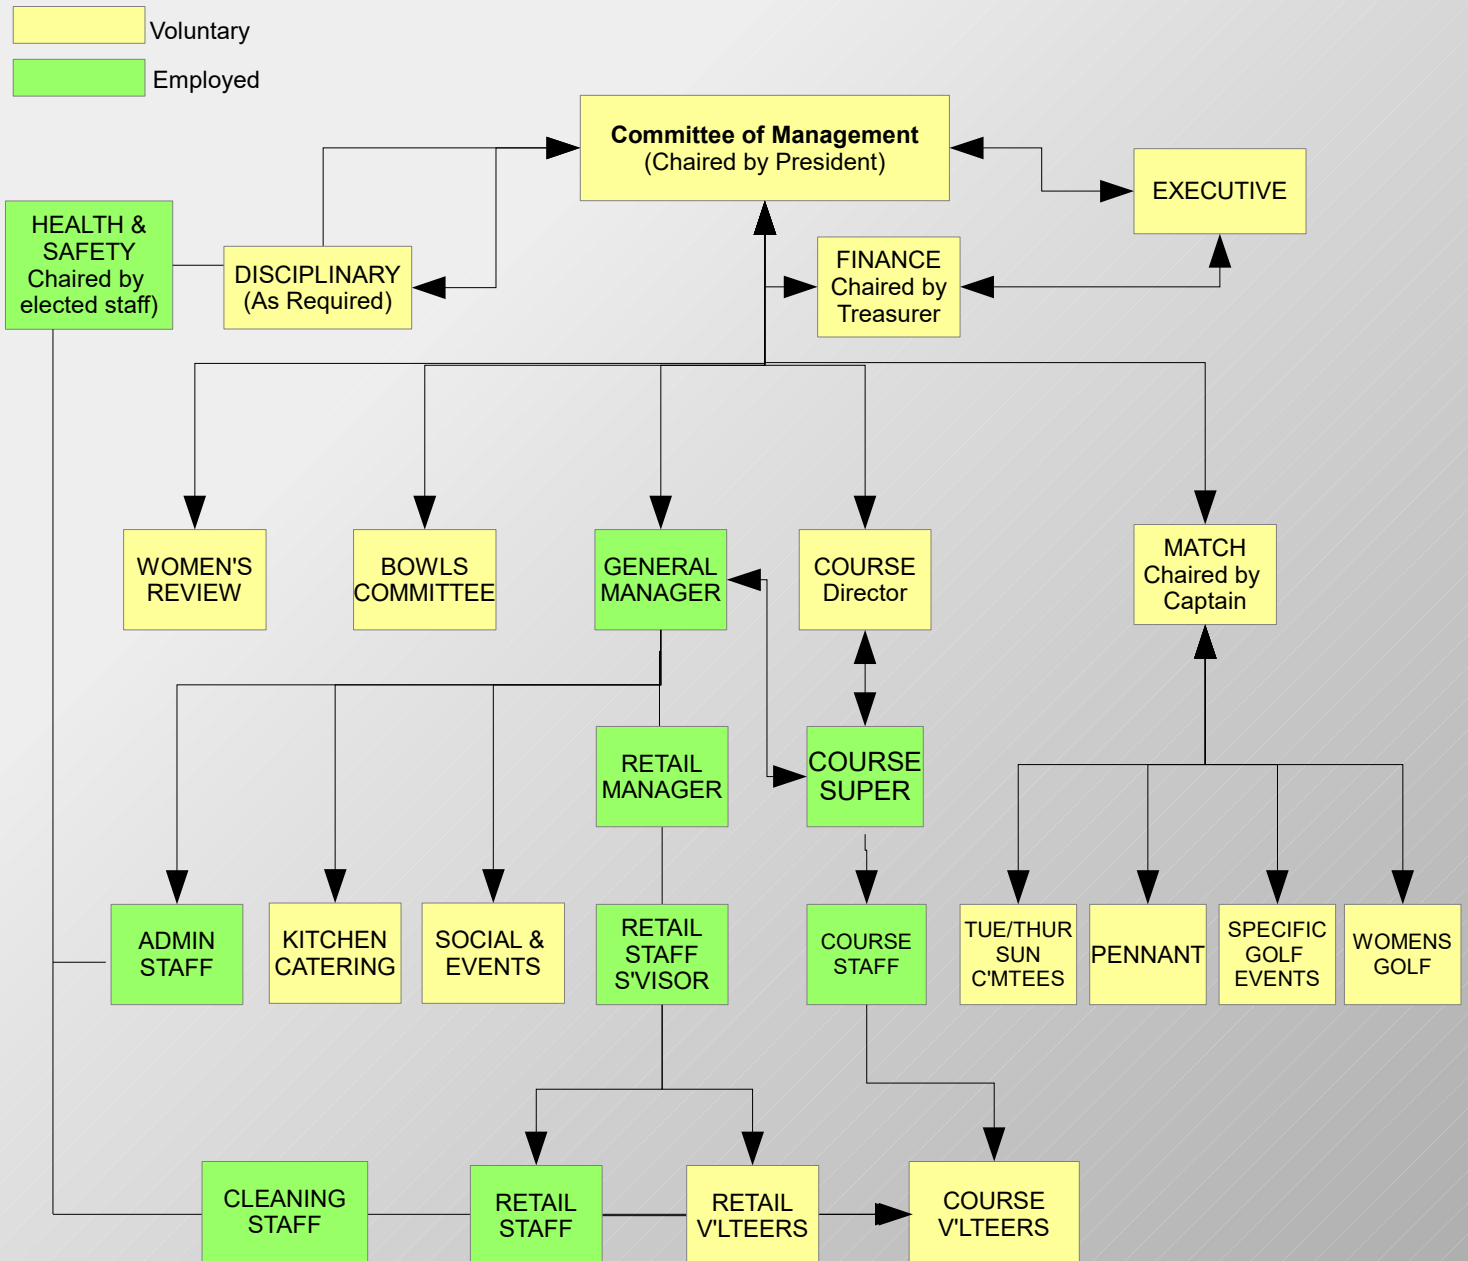 Voluntary
Employed
Committee of Management
(Chaired by President)
EXECUTIVE
HEALTH &
SAFETY
Chaired by
elected staff)
DISCIPLINARY
(As Required)
FINANCE
Chaired by
Treasurer
WOMEN'S
REVIEW
BOWLS
COMMITTEE
GENERAL
MANAGER
COURSE
Director
MATCH
Chaired by
Captain
RETAIL
MANAGER
COURSE
SUPER
ADMIN
STAFF
KITCHEN
CATERING
SOCIAL &
EVENTS
RETAIL
STAFF
S'VISOR
COURSE
STAFF
TUE/THUR
SUN
C'MTEES
PENNANT
SPECIFIC
GOLF
EVENTS
WOMENS
GOLF
CLEANING
STAFF
RETAIL
STAFF
RETAIL
V'LTEERS
COURSE
V'LTEERS